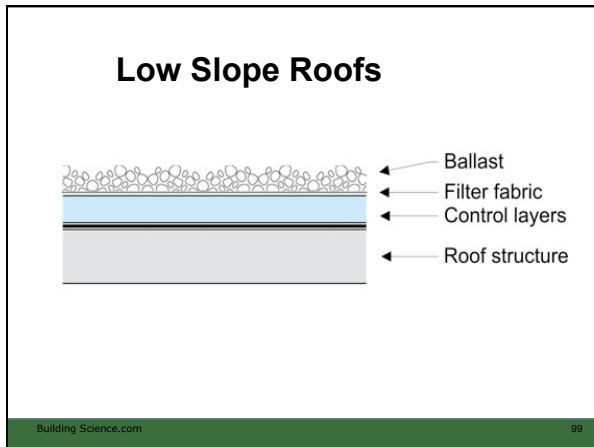 Low Slope Roofs
Ballast
Filter fabric
Control layers
Roof structure
Building Science.com 99